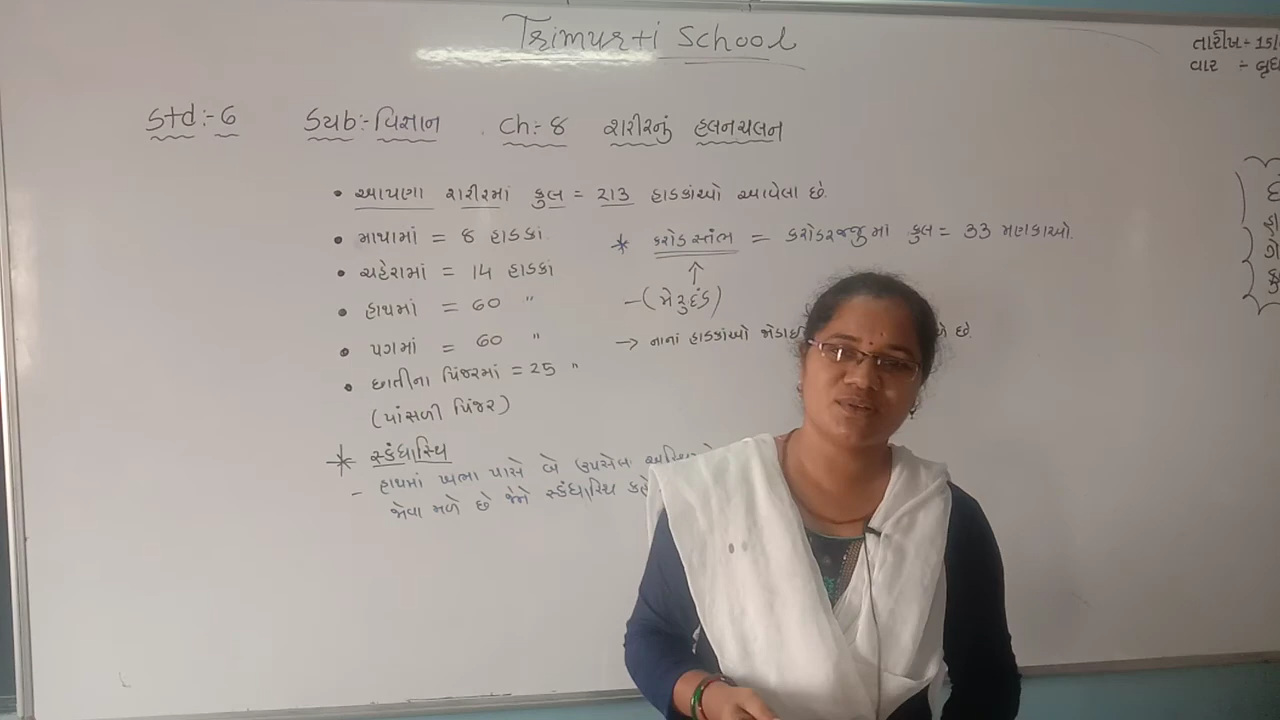 Trimurti School
તારીખ:- 15/
વાર :- બુધ
Std:- 6 Sub:- વિજ્ઞાન Ch:- 8 શરીરનું હલનચલન
• આપણા શરીરમાં કુલ = 213 હાડકાંઓ આવેલા છે.
• માથામાં = 8 હાડકાં
* કરોડસ્તંભ = કરોડરજ્જુમાં કુલ = 33 મણકાઓ.
• ચહેરામાં = 14 હાડકાં
• હાથમાં = 60 "
(મેરુદંડ)
• પગમાં = 60 "
→ નાનાં હાડકાંઓ છે.
• છાતીના પિંજરમાં = 25 "
(પાંસળી પિંજર)
* સ્કંધાસ્થિ
- હાથમાં ખભા પાસે બે ઉપસેલા
જોવા મળે છે જેને સ્કંધાસ્થિ